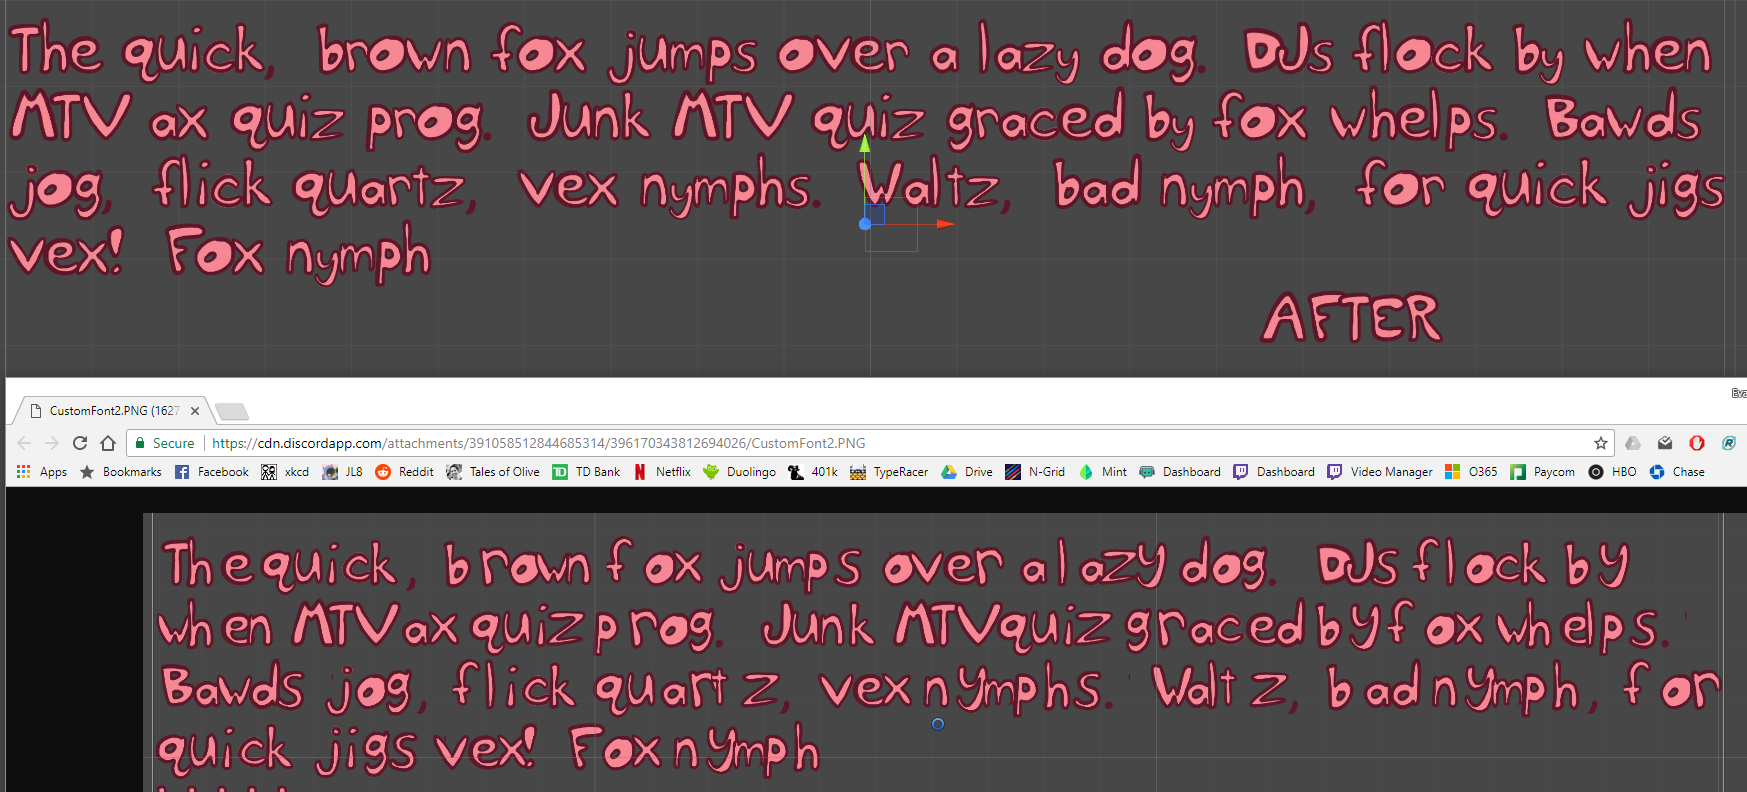 The quick, brown fox jumps over a lazy dog. DJs flock by when
MTV ax quiz prog. Junk MTV quiz graced by fox whelps. Bawds
jog, flick quartz, vex nymphs. Waltz, bad nymph, for quick jigs
vex! Fox nymph
AFTER
CustomFont2.PNG (1627
Secure https://cdn.discordapp.com/attachments/391058512844685314/396170343812694026/CustomFont2.PNG
Apps Bookmarks Facebook xkcd JL8 Reddit Tales of Olive TD Bank Netflix Duolingo 401k TypeRacer Drive N-Grid Mint Dashboard Dashboard Video Manager O365 Paycom HBO Chase
The quick, brown fox jumps over a lazy dog. DJs flock by
when MTV ax quiz prog. Junk MTV quiz graced by fox whelps.
Bawds jog, flick quartz, vex nymphs. Waltz, bad nymph, for
quick jigs vex! Fox nymph